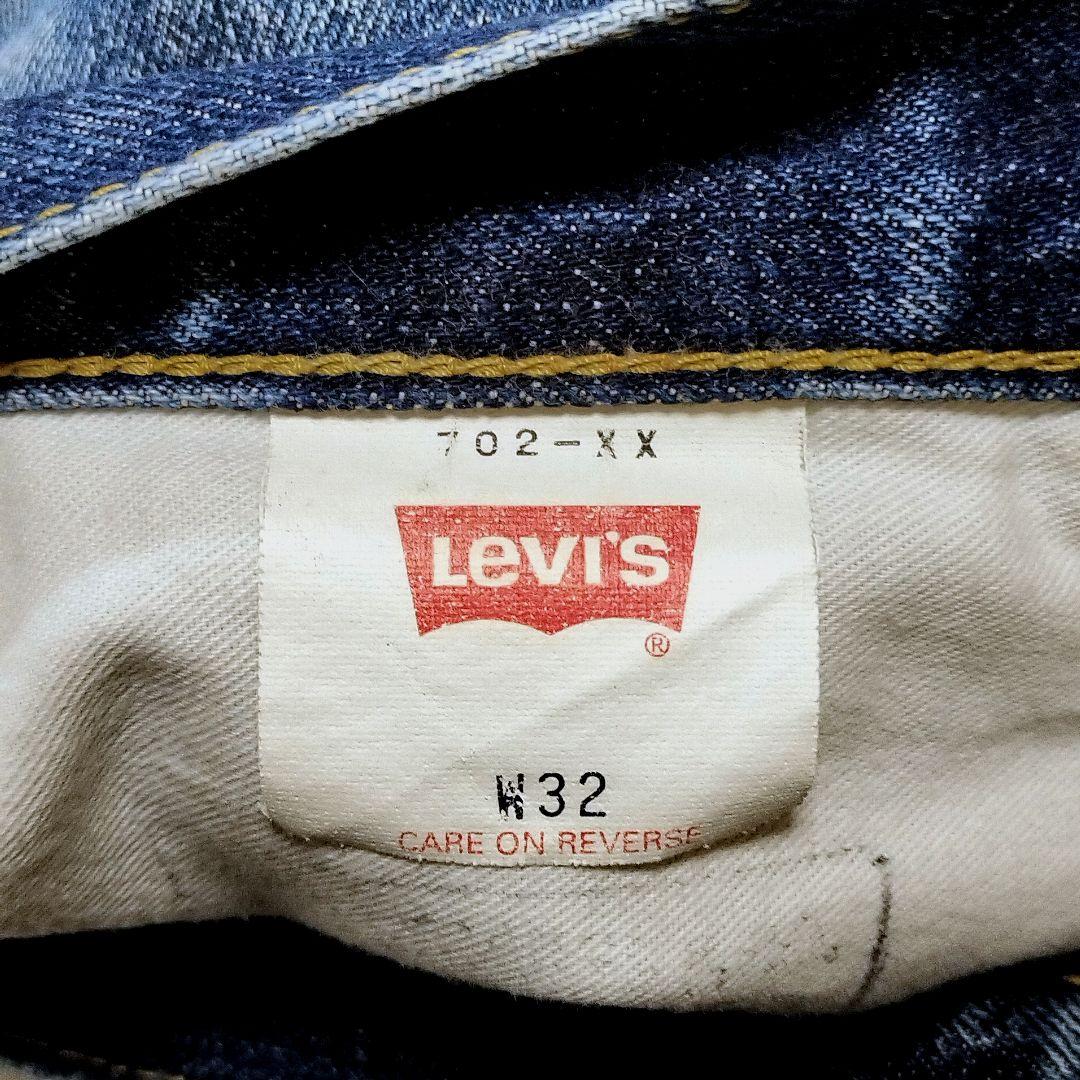 702-XX
Levi's
®
W32
CARE ON REVERSE